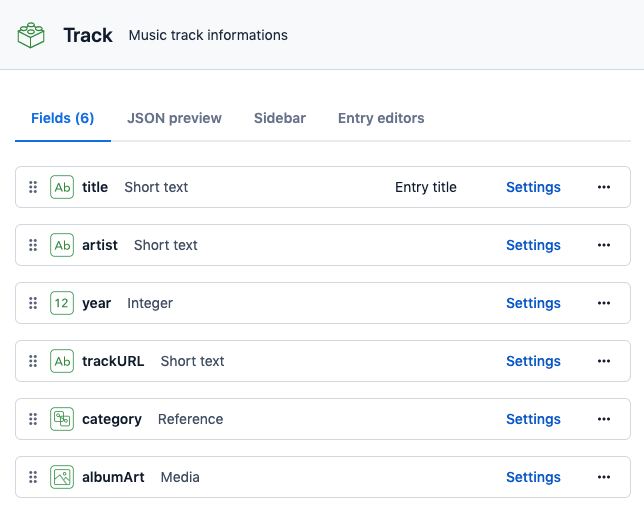 Track Music track informations
Fields (6) JSON preview Sidebar Entry editors
Ab title Short text Entry title Settings
Ab artist Short text Settings
12 year Integer Settings
Ab trackURL Short text Settings
category Reference Settings
albumArt Media Settings